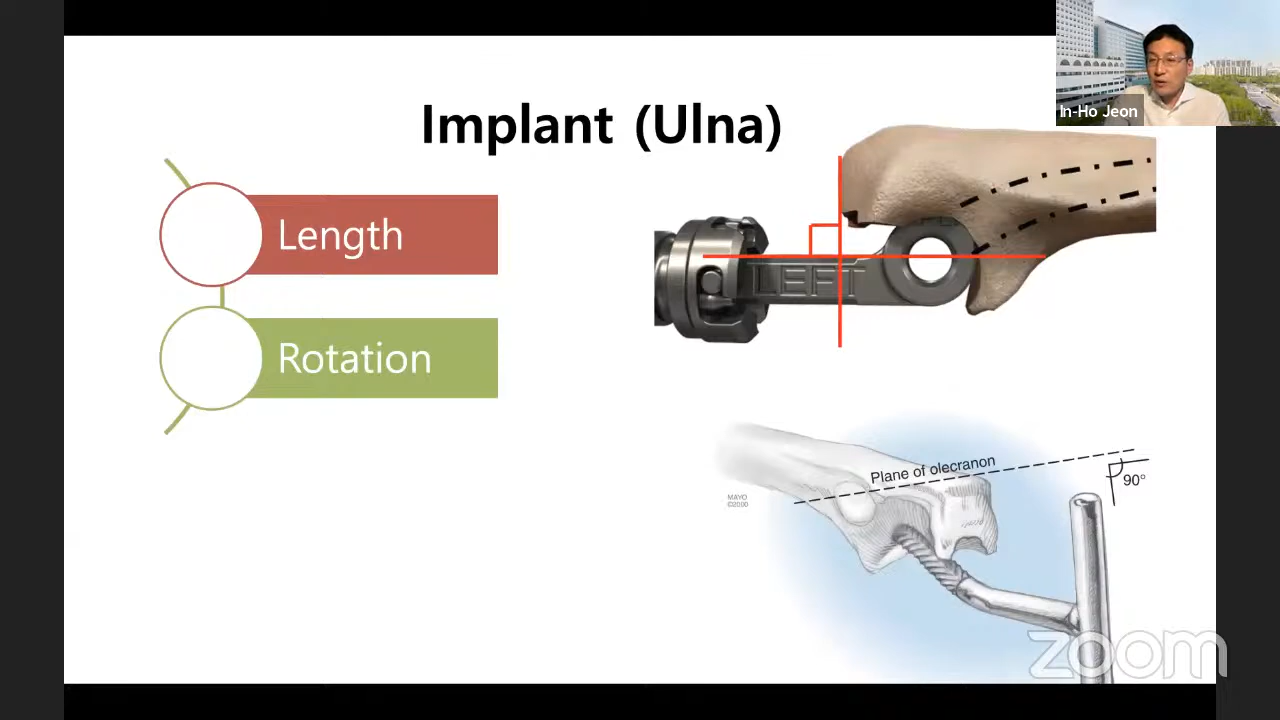 In-Ho Jeon
Implant (Ulna)
Length
Rotation
LEFT
Plane of olecranon
90°
MAYO
©2000
zoom